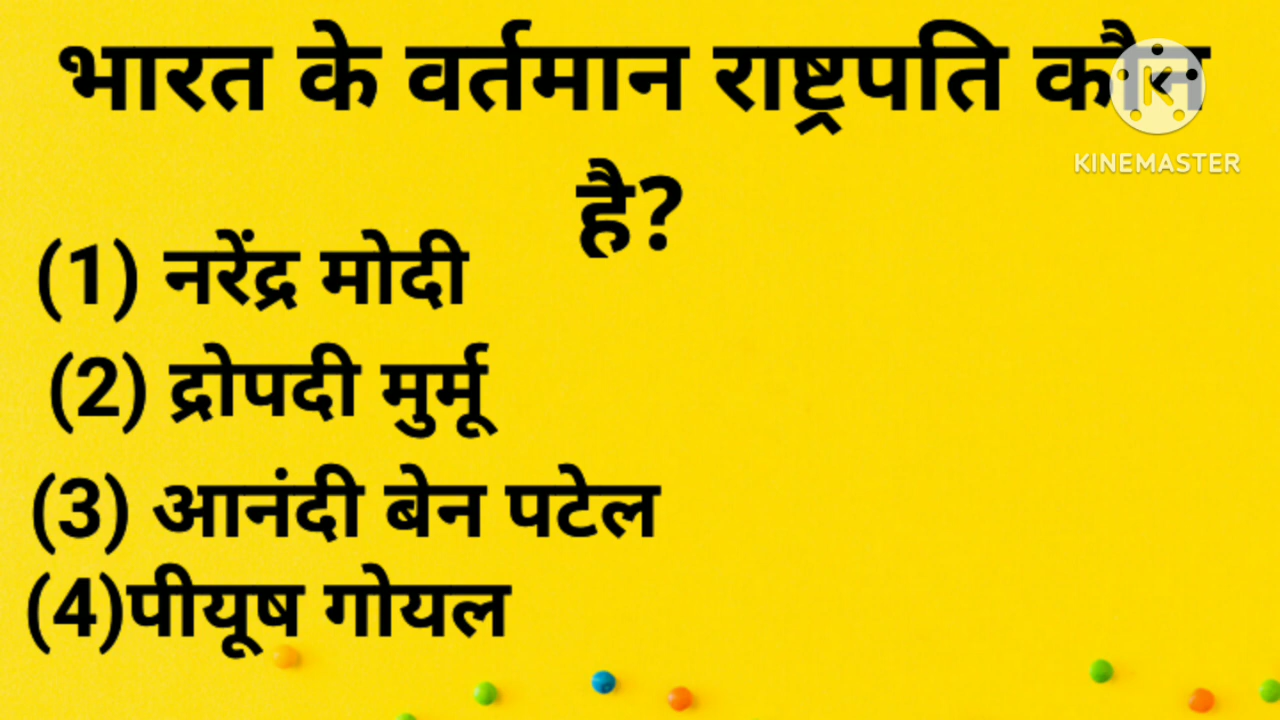 भारत के वर्तमान राष्ट्रपति कौन
है?
(1) नरेंद्र मोदी
(2) द्रोपदी मुर्मू
(3) आनंदी बेन पटेल
(4)पीयूष गोयल
KINEMASTER